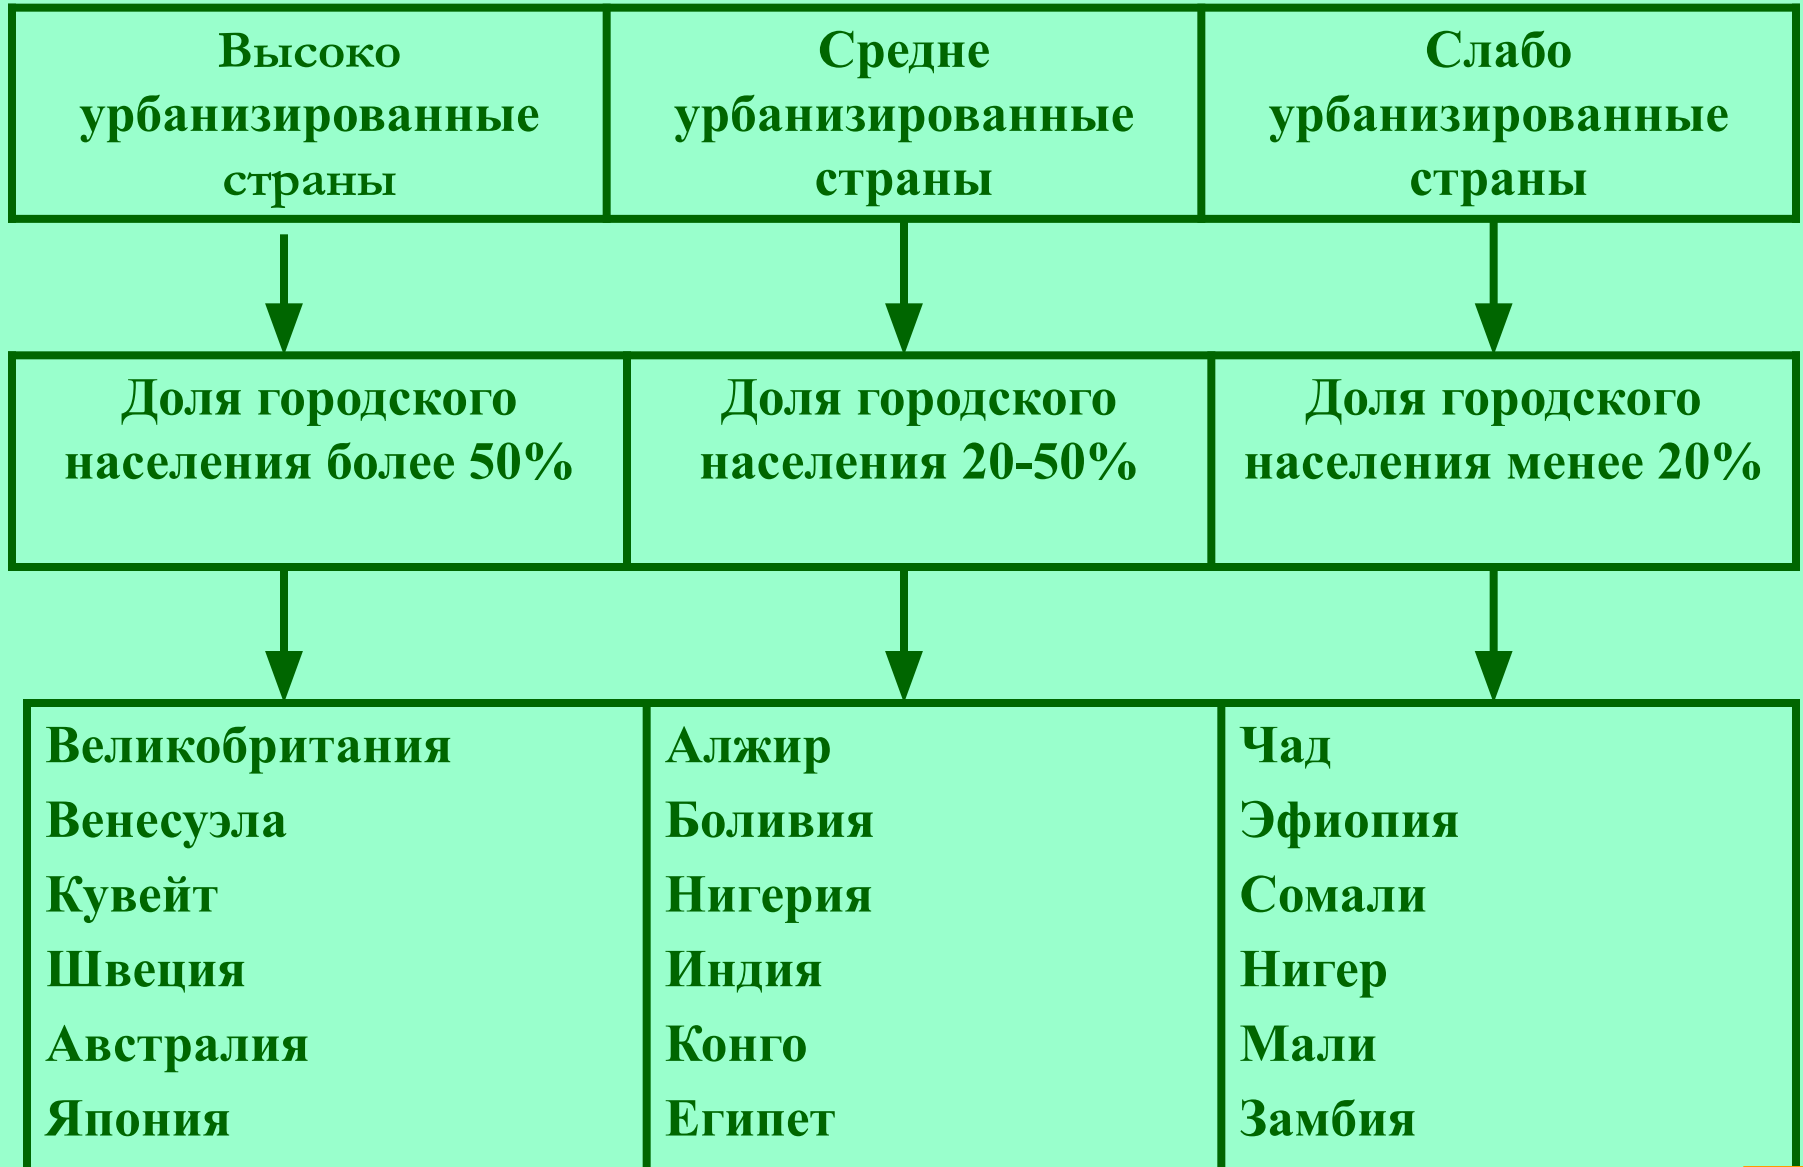 Высоко
урбанизированные
страны
Средне
урбанизированные
страны
Слабо
урбанизированные
страны
Доля городского
населения более 50%
Доля городского
населения 20-50%
Доля городского
населения менее 20%
Великобритания
Венесуэла
Кувейт
Швеция
Австралия
Япония
Алжир
Боливия
Нигерия
Индия
Конго
Египет
Чад
Эфиопия
Сомали
Нигер
Мали
Замбия